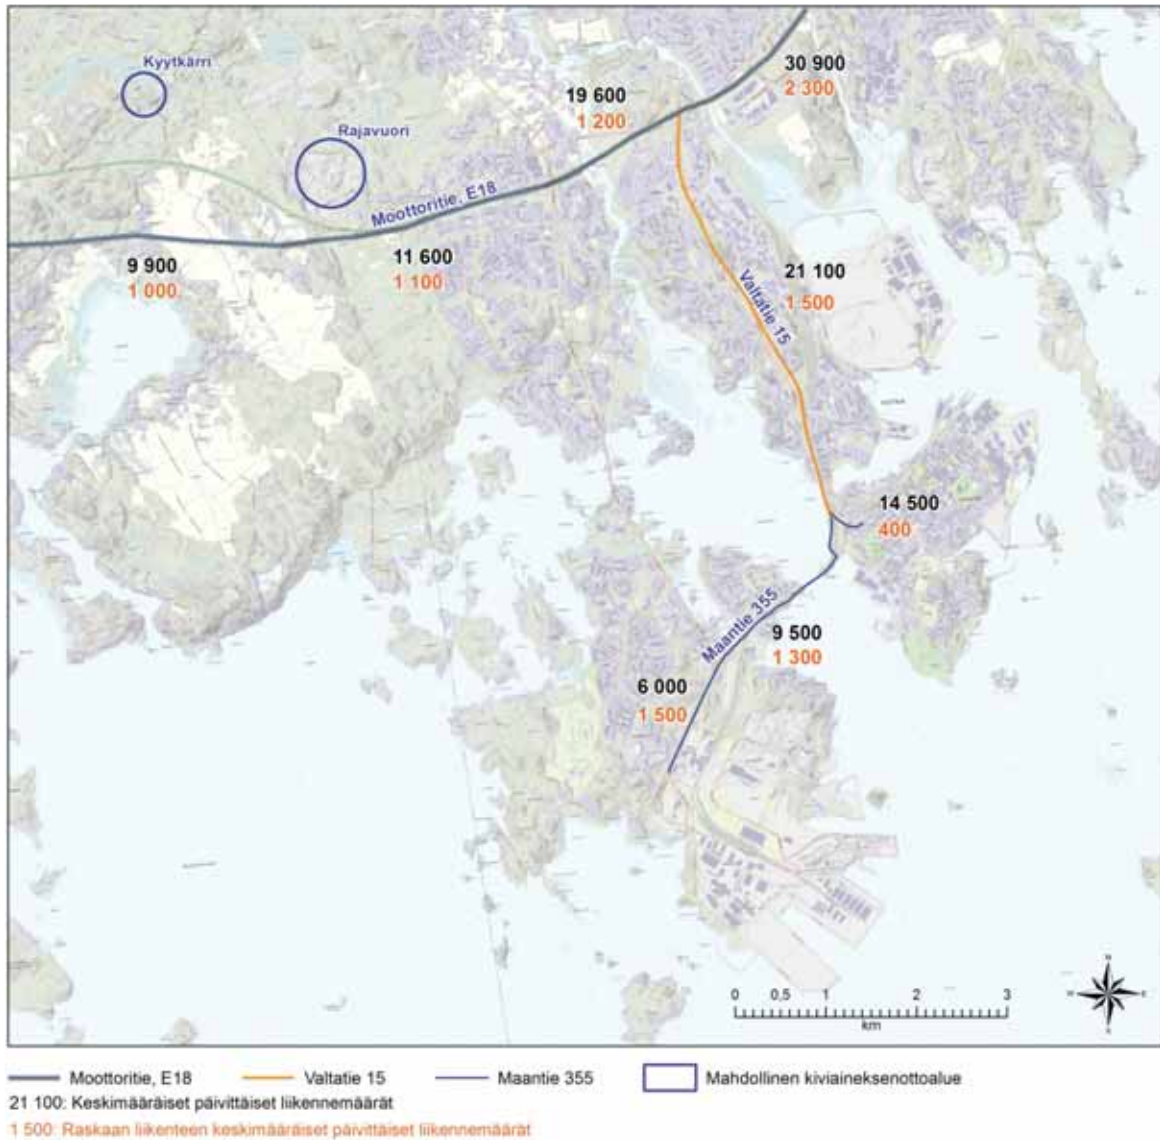 Kyytkärri
Rajavuori
19 600
1 200
30 900
2 300
Moottoritie, E18
9 900
1 000
11 600
1 100
21 100
1 500
Valtatie 15
14 500
400
Maantie 355
9 500
1 300
6 000
1 500
0 0,5 1 2 3
km
Moottoritie, E18 Valtatie 15 Maantie 355 Mahdollinen kiviaineksenottoalue
21 100: Keskimääräiset päivittäiset liikennemäärät
1 500: Raskaan liikenteen keskimääräiset päivittäiset liikennemäärät